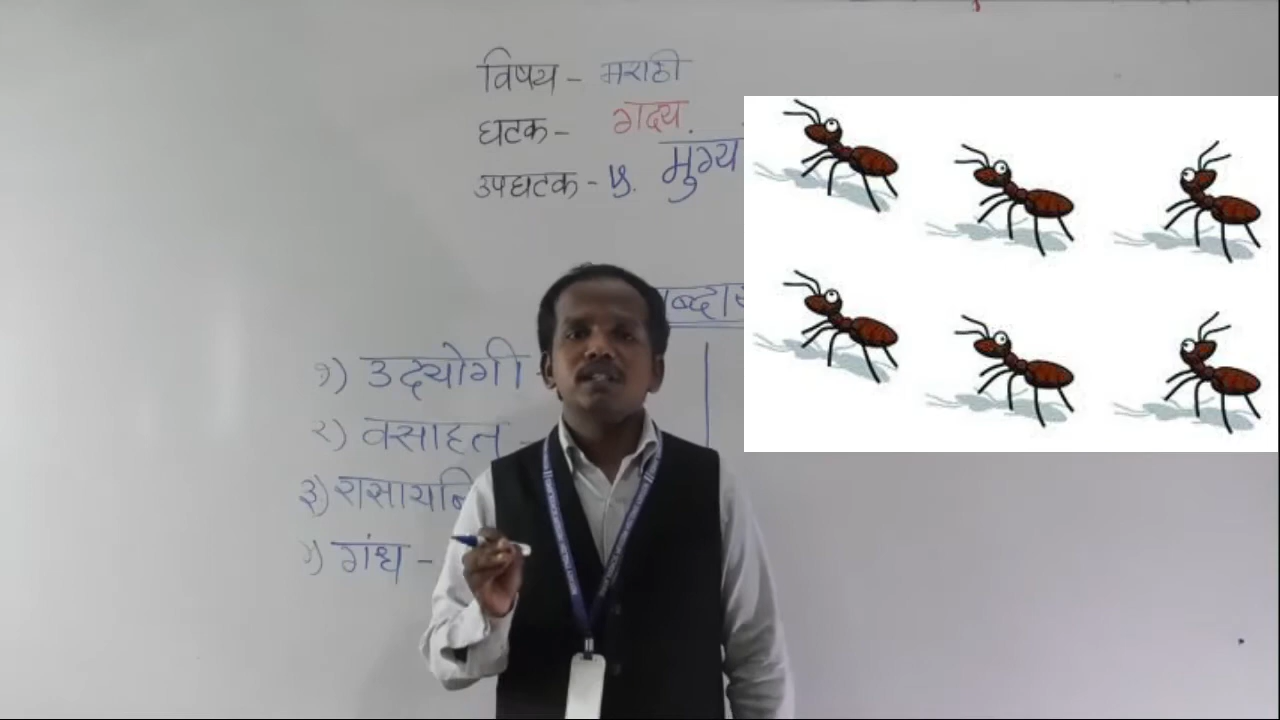 विषय - मराठी
घटक - गद्य.
उपघटक - ५. मुंग्य
ब्दार
१) उद्योगी -
२) वसाहत -
३) रासायनि
४) गंध -